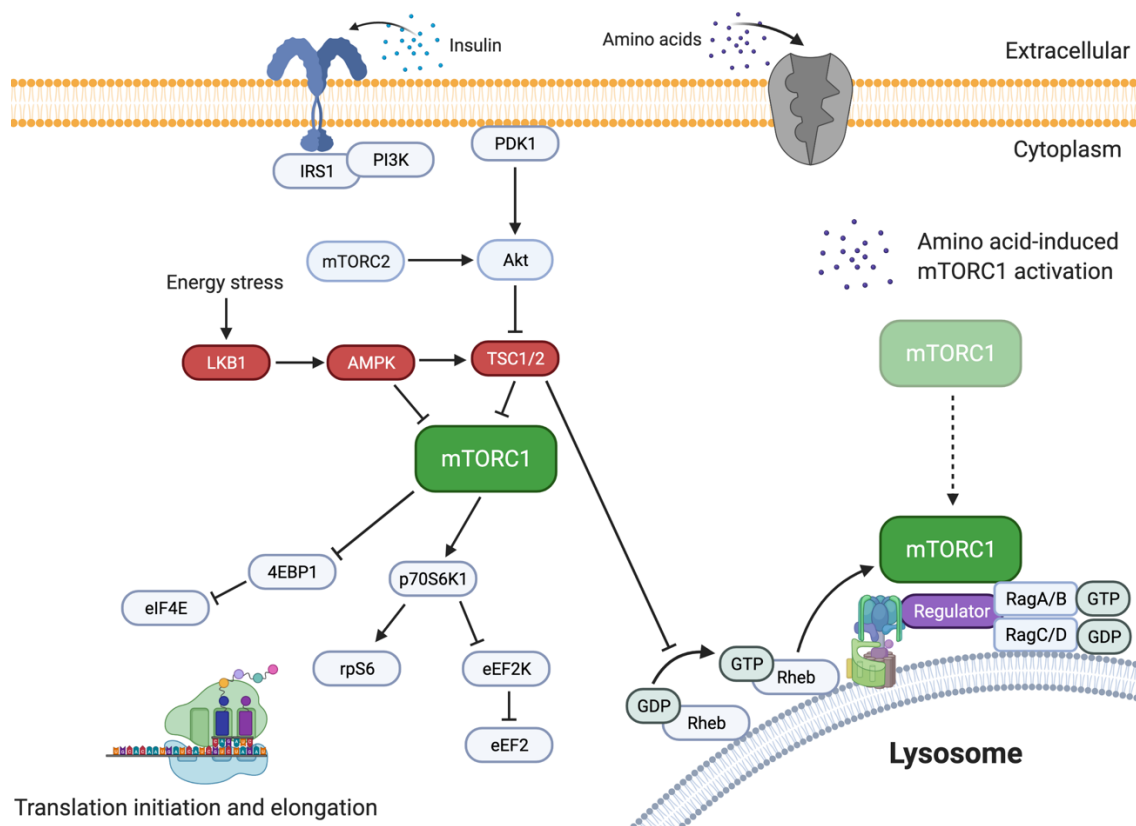 Insulin
Amino acids
Extracellular
Cytoplasm
IRS1
PI3K
PDK1
mTORC2
Akt
Amino acid-induced
mTORC1 activation
Energy stress
LKB1
AMPK
TSC1/2
mTORC1
mTORC1
mTORC1
4EBP1
p70S6K1
eIF4E
rpS6
eEF2K
eEF2
Regulator
RagA/B
GTP
RagC/D
GDP
GTP
Rheb
GDP
Rheb
Lysosome
Translation initiation and elongation